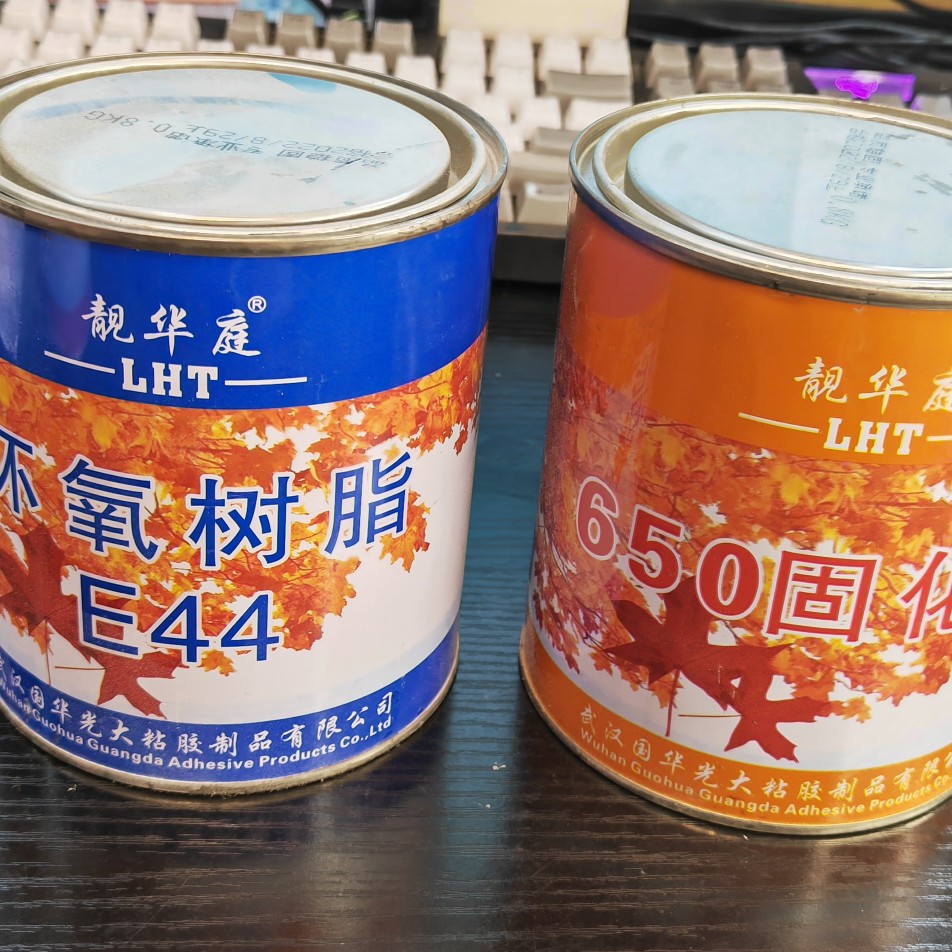 0.8KG
靓华庭®
LHT
环氧树脂
E44
武汉国华光大粘胶制品有限公司
Wuhan Guohua Guangda Adhesive Products Co.,Ltd
靓华庭
LHT
650固化
武汉国华光大粘胶制品有限
Wuhan Guohua Guangda Adhesive Products